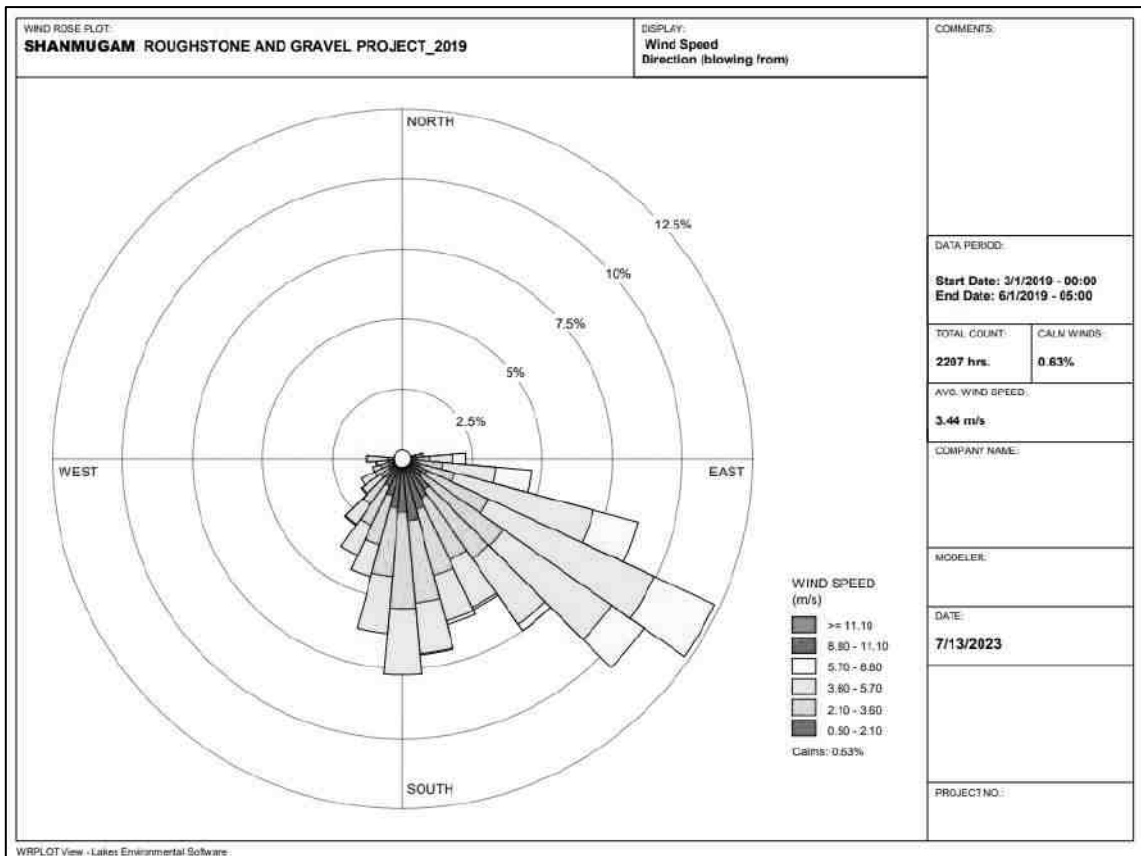 WIND ROSE PLOT:
SHANMUGAM ROUGHSTONE AND GRAVEL PROJECT_2019
DISPLAY:
Wind Speed
Direction (blowing from)
COMMENTS:
NORTH
12.5%
10%
7.5%
5%
2.5%
WEST
EAST
SOUTH
WIND SPEED
(m/s)
>= 11.10
8.80 - 11.10
5.70 - 8.80
3.60 - 5.70
2.10 - 3.60
0.50 - 2.10
Calms: 0.63%
DATA PERIOD:
Start Date: 3/1/2019 - 00:00
End Date: 6/1/2019 - 05:00
TOTAL COUNT:
2207 hrs.
CALM WINDS:
0.63%
AVG. WIND SPEED:
3.44 m/s
COMPANY NAME:
MODELER:
DATE:
7/13/2023
PROJECT NO.:
WRPLOT View - Lakes Environmental Software